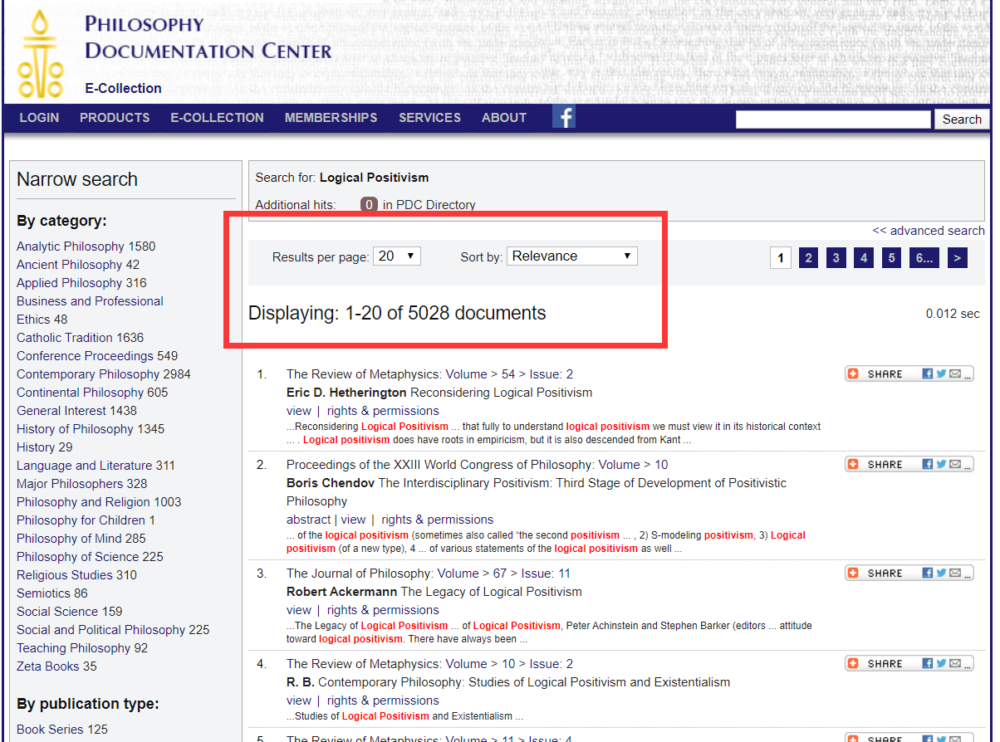 PHILOSOPHY
DOCUMENTATION CENTER
E-Collection
LOGIN PRODUCTS E-COLLECTION MEMBERSHIPS SERVICES ABOUT f Search
Narrow search
By category:
Analytic Philosophy 1580
Ancient Philosophy 42
Applied Philosophy 316
Business and Professional
Ethics 48
Catholic Tradition 1636
Conference Proceedings 549
Contemporary Philosophy 2984
Continental Philosophy 605
General Interest 1438
History of Philosophy 1345
History 29
Language and Literature 311
Major Philosophers 328
Philosophy and Religion 1003
Philosophy for Children 1
Philosophy of Mind 285
Philosophy of Science 225
Religious Studies 310
Semiotics 86
Social Science 159
Social and Political Philosophy 225
Teaching Philosophy 92
Zeta Books 35
By publication type:
Book Series 125
Search for: Logical Positivism
Additional hits: 0 in PDC Directory
<< advanced search
Results per page: 20 Sort by: Relevance 1 2 3 4 5 6... >
Displaying: 1-20 of 5028 documents 0.012 sec
1. The Review of Metaphysics: Volume > 54 > Issue: 2 SHARE ...
Eric D. Hetherington Reconsidering Logical Positivism
view | rights & permissions
...Reconsidering Logical Positivism ... that fully to understand logical positivism we must view it in its historical context
... . Logical positivism does have roots in empiricism, but it is also descended from Kant ...
2. Proceedings of the XXIII World Congress of Philosophy: Volume > 10 SHARE ...
Boris Chendov The Interdisciplinary Positivism: Third Stage of Development of Positivistic
Philosophy
abstract | view | rights & permissions
... of the logical positivism (sometimes also called “the second positivism ... , 2) S-modeling positivism, 3) Logical
positivism (of a new type), 4 ... of various statements of the logical positivism as well ...
3. The Journal of Philosophy: Volume > 67 > Issue: 11 SHARE ...
Robert Ackermann The Legacy of Logical Positivism
view | rights & permissions
...The Legacy of Logical Positivism ... of Logical Positivism, Peter Achinstein and Stephen Barker (editors ... attitude
toward logical positivism. There have always been ...
4. The Review of Metaphysics: Volume > 10 > Issue: 2 SHARE ...
R. B. Contemporary Philosophy: Studies of Logical Positivism and Existentialism
view | rights & permissions
...Studies of Logical Positivism and Existentialism ...
5. The Review of Metaphysics: Volume > 11 > Issue: 4 SHARE